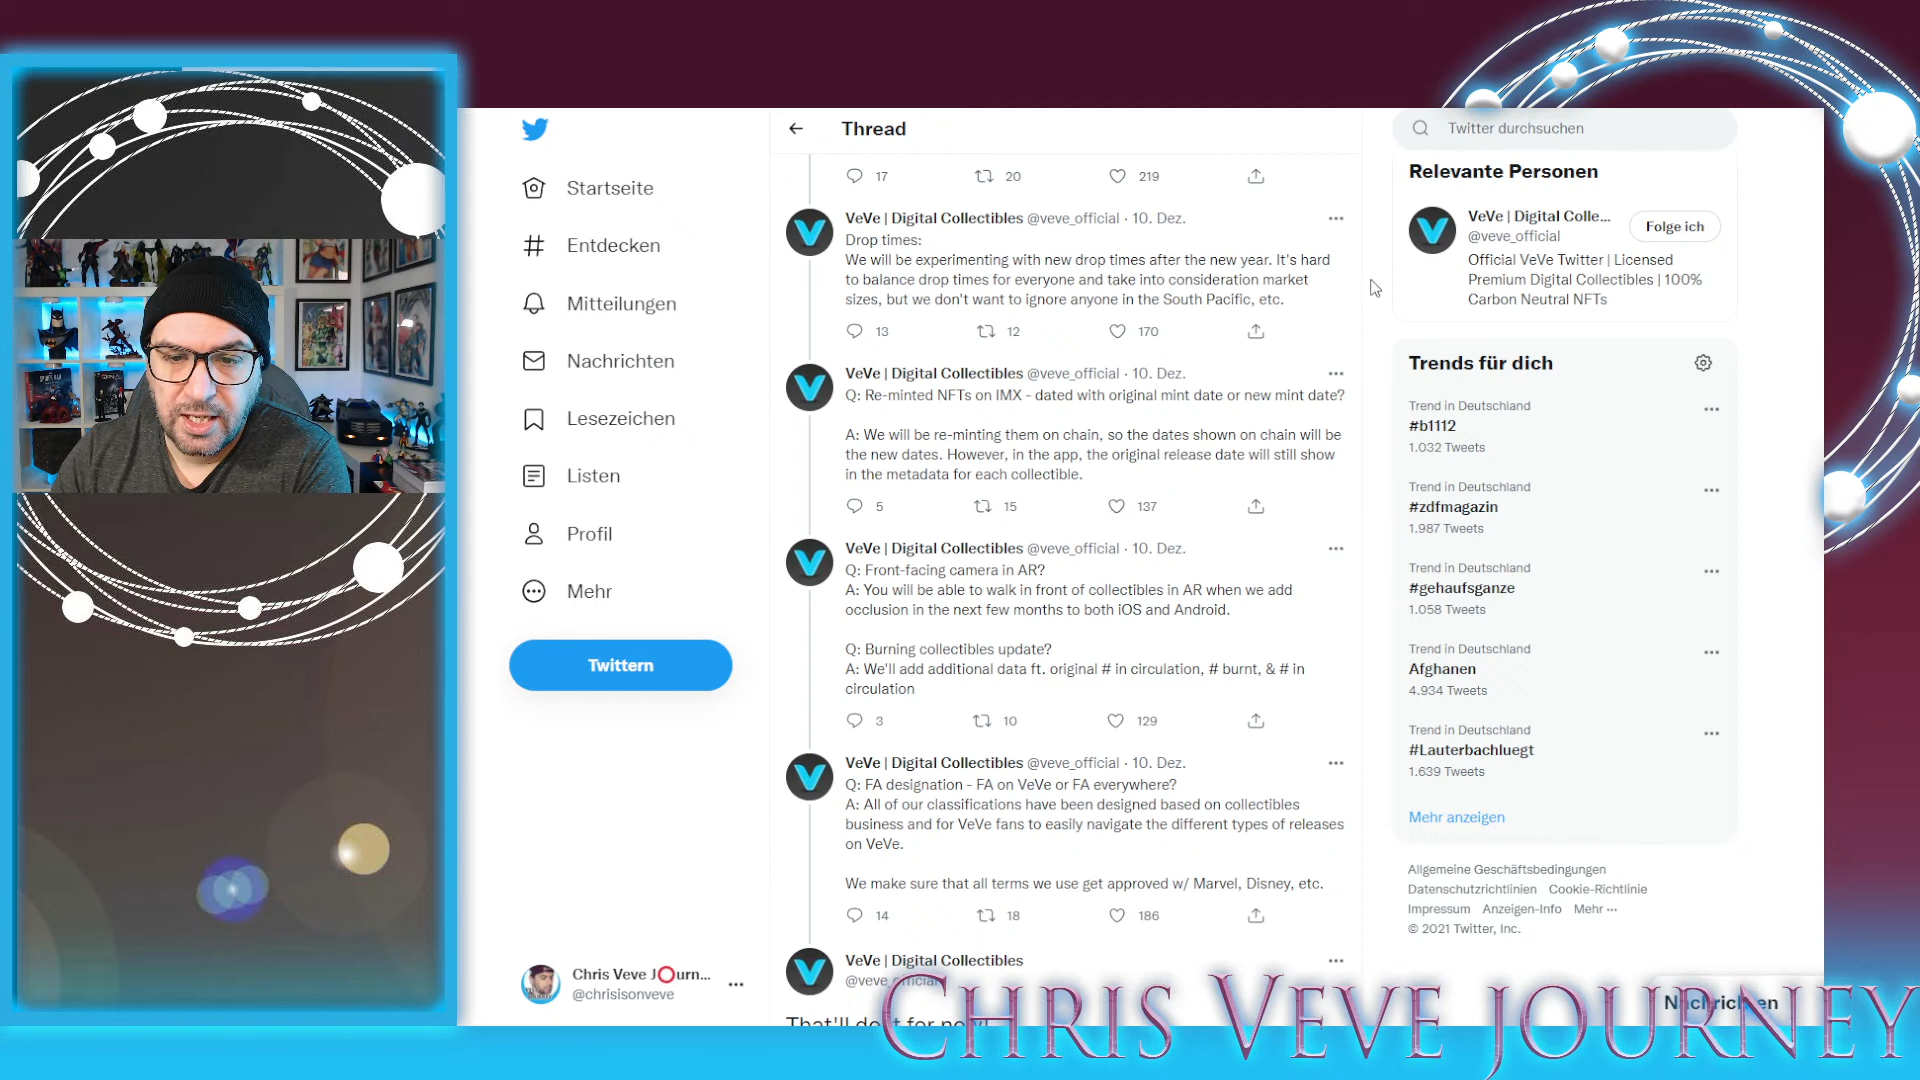 Thread
Twitter durchsuchen
Startseite
Entdecken
Mitteilungen
Nachrichten
Lesezeichen
Listen
Profil
Mehr
Twittern
Chris Veve J⭕urn...
@chrisisonveve
17 20 219
VeVe | Digital Collectibles @veve_official · 10. Dez.
Drop times:
We will be experimenting with new drop times after the new year. It's hard
to balance drop times for everyone and take into consideration market
sizes, but we don't want to ignore anyone in the South Pacific, etc.
13 12 170
VeVe | Digital Collectibles @veve_official · 10. Dez.
Q: Re-minted NFTs on IMX - dated with original mint date or new mint date?
A: We will be re-minting them on chain, so the dates shown on chain will be
the new dates. However, in the app, the original release date will still show
in the metadata for each collectible.
5 15 137
VeVe | Digital Collectibles @veve_official · 10. Dez.
Q: Front-facing camera in AR?
A: You will be able to walk in front of collectibles in AR when we add
occlusion in the next few months to both iOS and Android.
Q: Burning collectibles update?
A: We'll add additional data ft. original # in circulation, # burnt, & # in
circulation
3 10 129
VeVe | Digital Collectibles @veve_official · 10. Dez.
Q: FA designation - FA on VeVe or FA everywhere?
A: All of our classifications have been designed based on collectibles
business and for VeVe fans to easily navigate the different types of releases
on VeVe.
We make sure that all terms we use get approved w/ Marvel, Disney, etc.
14 18 186
VeVe | Digital Collectibles
@veve_official
That'll do it for now!
Relevante Personen
VeVe | Digital Colle...
@veve_official
Folge ich
Official VeVe Twitter | Licensed
Premium Digital Collectibles | 100%
Carbon Neutral NFTs
Trends für dich
Trend in Deutschland
#b1112
1.032 Tweets
Trend in Deutschland
#zdfmagazin
1.987 Tweets
Trend in Deutschland
#gehaufsganze
1.058 Tweets
Trend in Deutschland
Afghanen
4.934 Tweets
Trend in Deutschland
#Lauterbachluegt
1.639 Tweets
Mehr anzeigen
Allgemeine Geschäftsbedingungen
Datenschutzrichtlinien Cookie-Richtlinie
Impressum Anzeigen-Info Mehr ···
© 2021 Twitter, Inc.
Nachrichten
Chris Veve Journey